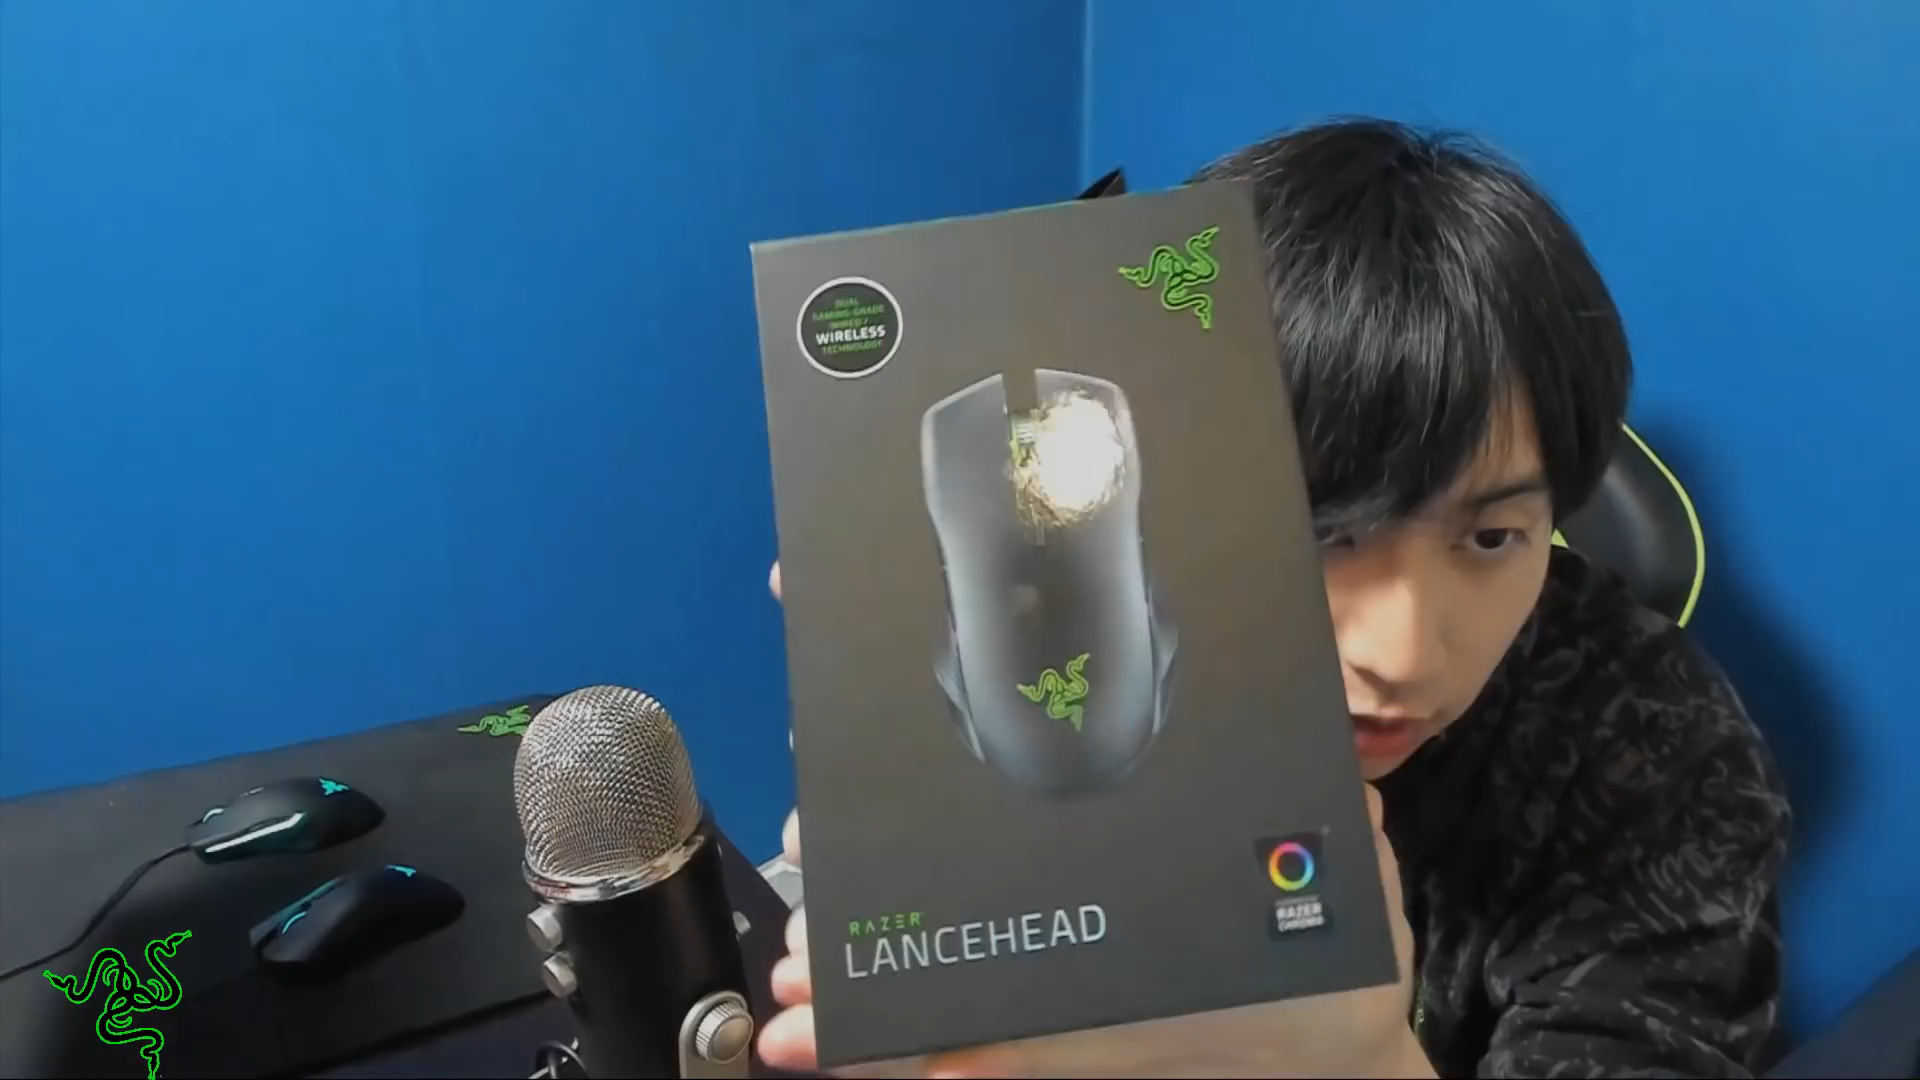 DUAL
GAMING-GRADE
WIRED /
WIRELESS
TECHNOLOGY
RAZER
LANCEHEAD
RAZER
CHROMA